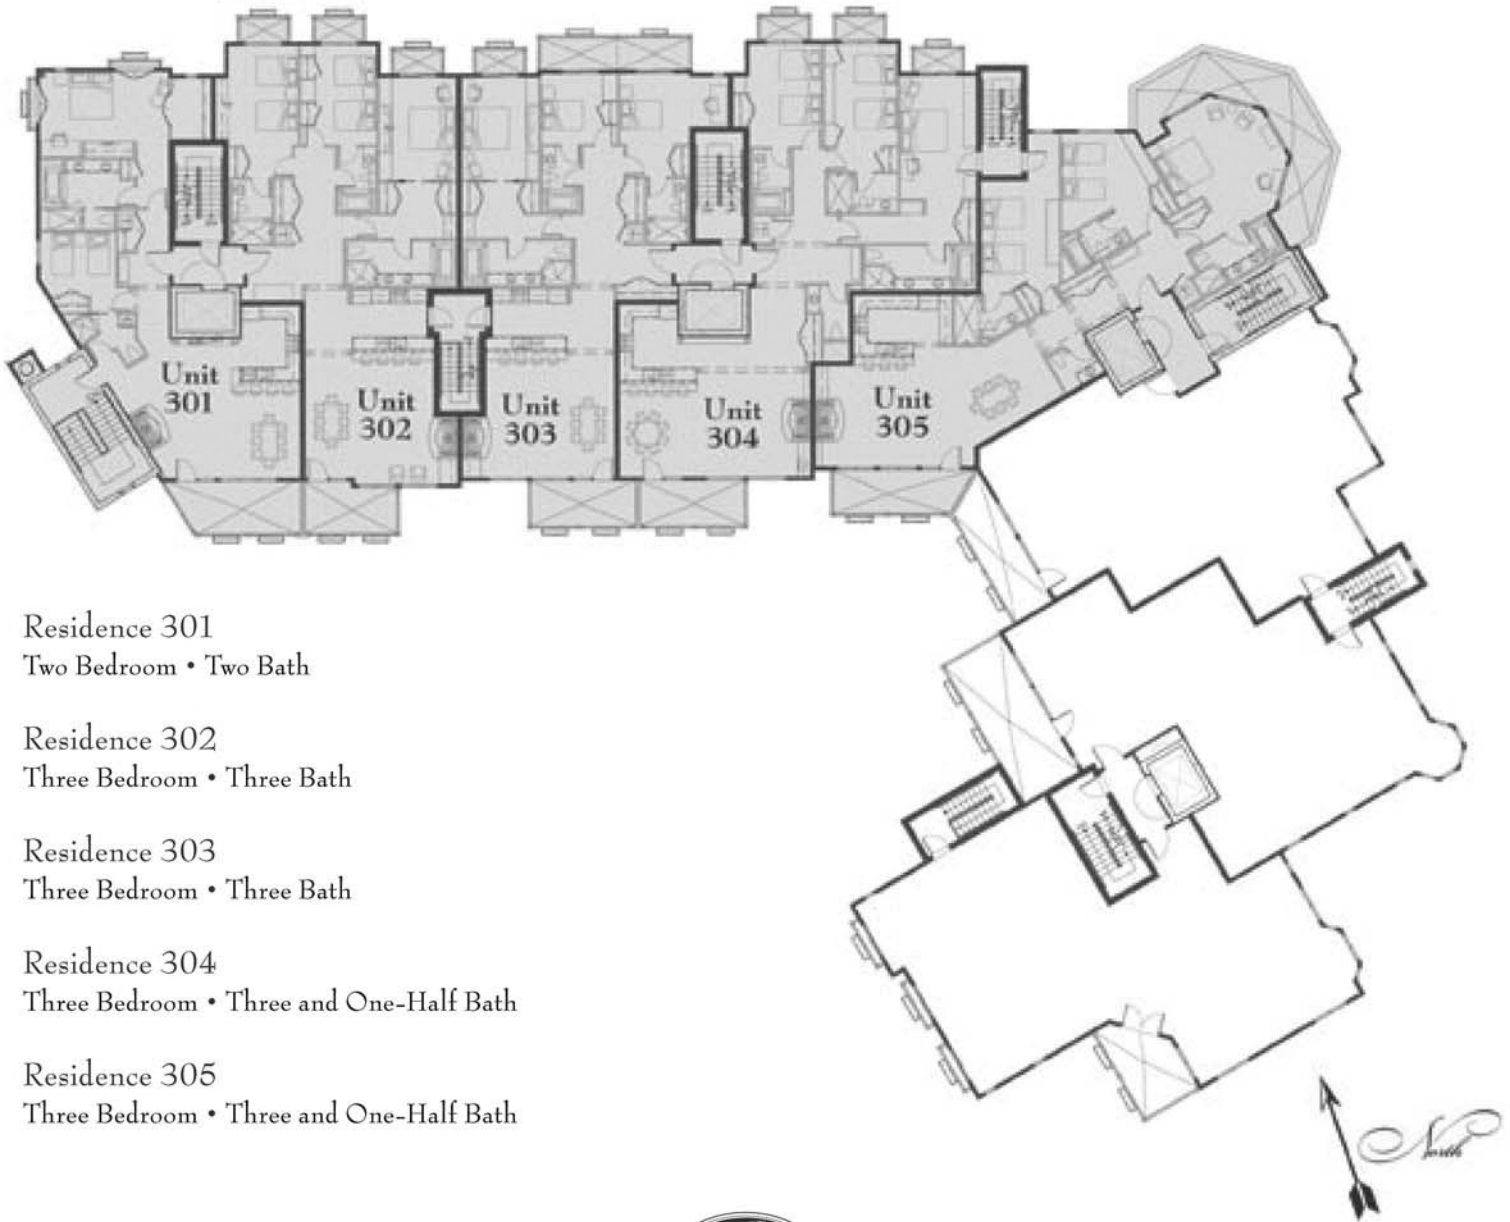 Unit
301
Unit
302
Unit
303
Unit
304
Unit
305
Residence 301
Two Bedroom • Two Bath
Residence 302
Three Bedroom • Three Bath
Residence 303
Three Bedroom • Three Bath
Residence 304
Three Bedroom • Three and One-Half Bath
Residence 305
Three Bedroom • Three and One-Half Bath
North